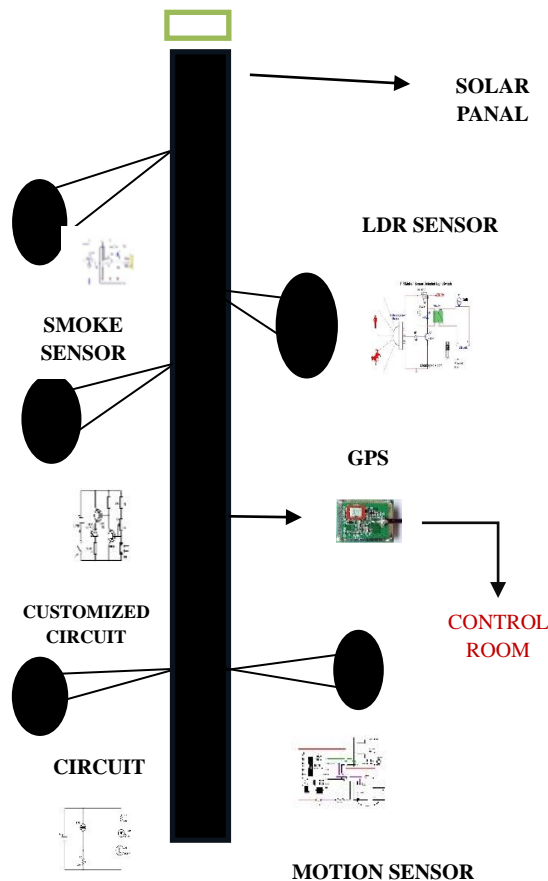 SOLAR
PANAL
LDR SENSOR
SMOKE
SENSOR
GPS
CUSTOMIZED
CIRCUIT
CONTROL
ROOM
CIRCUIT
MOTION SENSOR